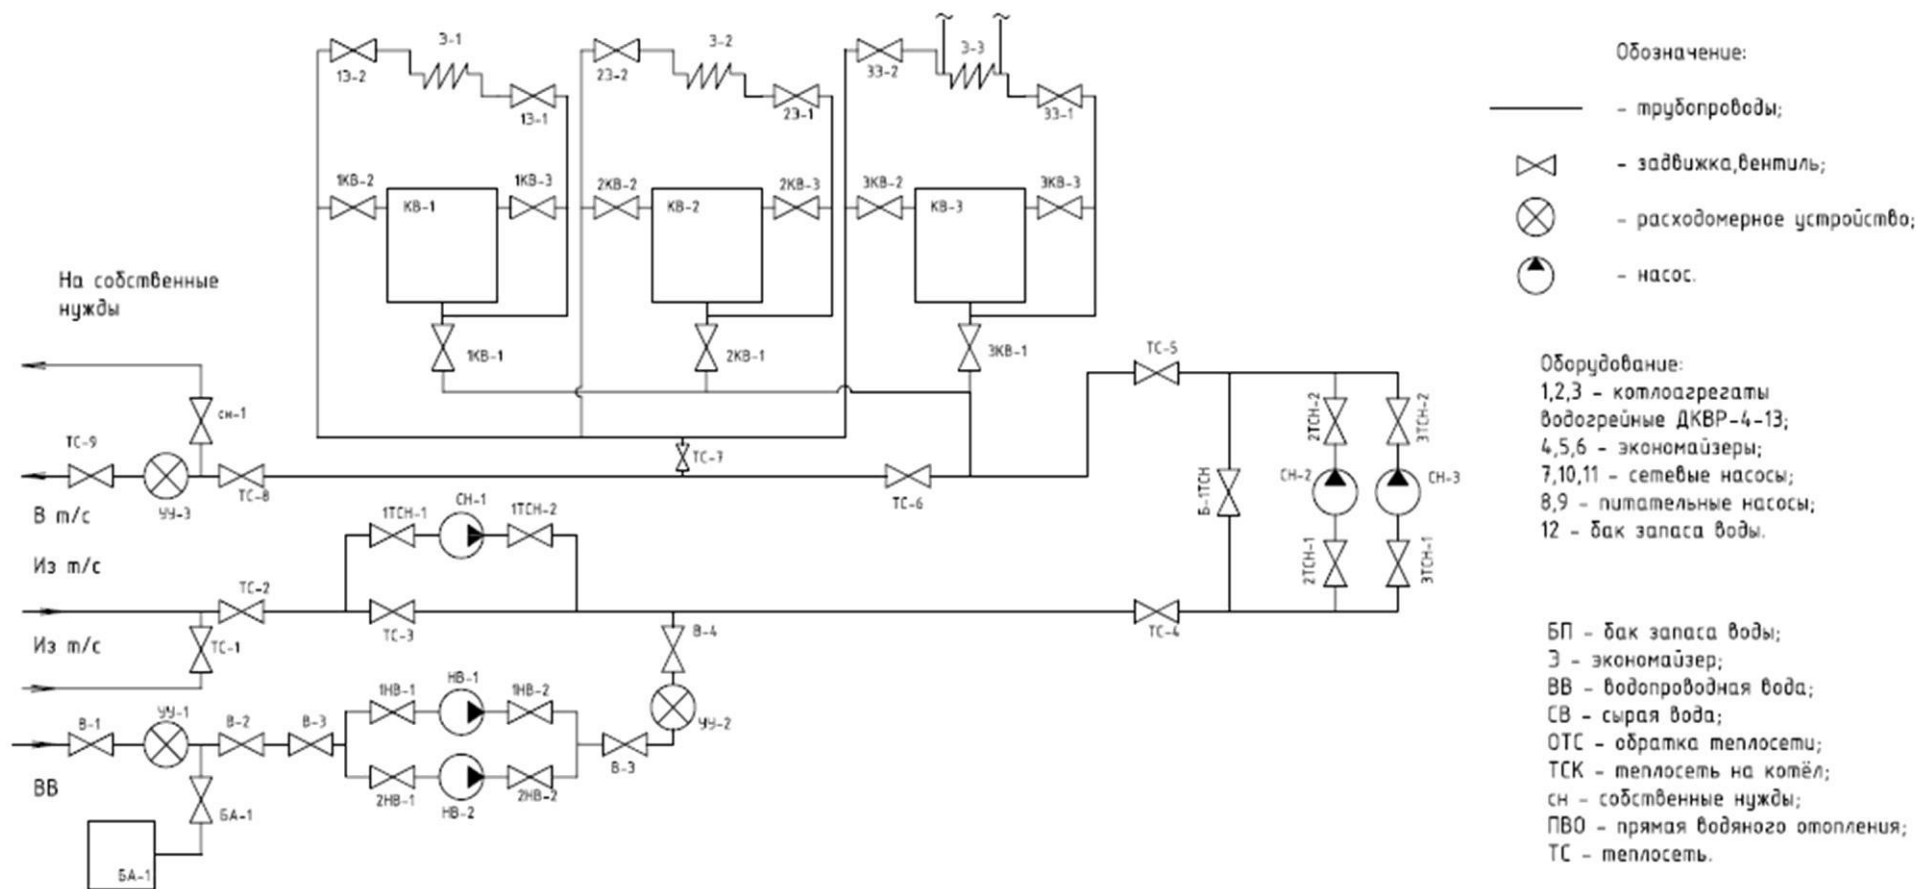 Э-1
Э-2
Э-3
1Э-2
1Э-1
2Э-2
2Э-1
3Э-2
3Э-1
1КВ-2
КВ-1
1КВ-3
2КВ-2
КВ-2
2КВ-3
3КВ-2
КВ-3
3КВ-3
1КВ-1
2КВ-1
3КВ-1
На собственные
нужды
сн-1
ТС-9
УУ-3
ТС-8
ТС-7
ТС-6
ТС-5
В т/с
Из т/с
ТС-2
Из т/с
ТС-1
1ТСН-1
СН-1
1ТСН-2
ТС-3
ТС-4
Б-1ТСН
2ТСН-2
СН-2
2ТСН-1
3ТСН-2
СН-3
3ТСН-1
В-4
УУ-2
В-1
УУ-1
В-2
В-3
1НВ-1
НВ-1
1НВ-2
2НВ-1
НВ-2
2НВ-2
В-3
ВВ
БА-1
БА-1
Обозначение:
- трубопроводы;
- задвижка,вентиль;
- расходомерное устройство;
- насос.
Оборудование:
1,2,3 - котлоагрегаты
водогрейные ДКВР-4-13;
4,5,6 - экономайзеры;
7,10,11 - сетевые насосы;
8,9 - питательные насосы;
12 - бак запаса воды.
БП - бак запаса воды;
Э - экономайзер;
ВВ - водопроводная вода;
СВ - сырая вода;
ОТС - обратка теплосети;
ТСК - теплосеть на котёл;
сн - собственные нужды;
ПВО - прямая водяного отопления;
ТС - теплосеть.